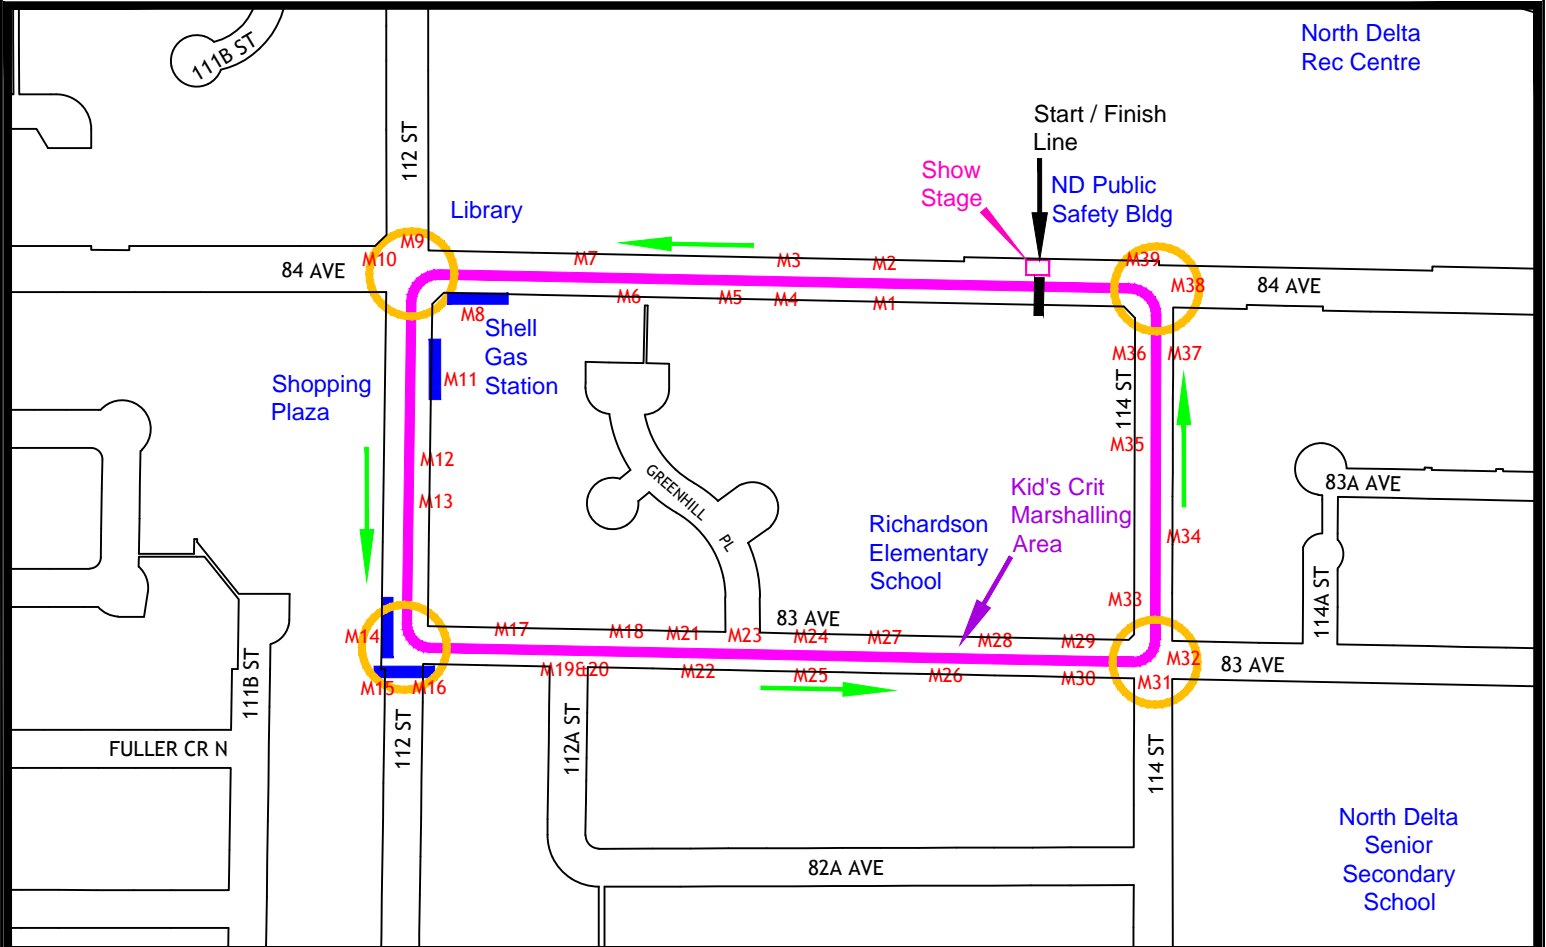 North Delta
Rec Centre
111B ST
Start / Finish
Line
112 ST
Show
Stage
ND Public
Safety Bldg
Library
M9
M10
M7
M3
M2
M39
84 AVE
M38
84 AVE
M6
M5
M4
M1
M8
Shell
Gas
Station
M36
M37
M11
Shopping
Plaza
114 ST
M12
M35
M13
GREENHILL
PL
83A AVE
Kid's Crit
Marshalling
Area
Richardson
Elementary
School
M34
M33
114A ST
83 AVE
M14
M17
M18
M21
M23
M24
M27
M28
M29
M32
83 AVE
M15
M16
M19&20
M22
M25
M26
M30
M31
111B ST
112 ST
112A ST
114 ST
FULLER CR N
82A AVE
North Delta
Senior
Secondary
School